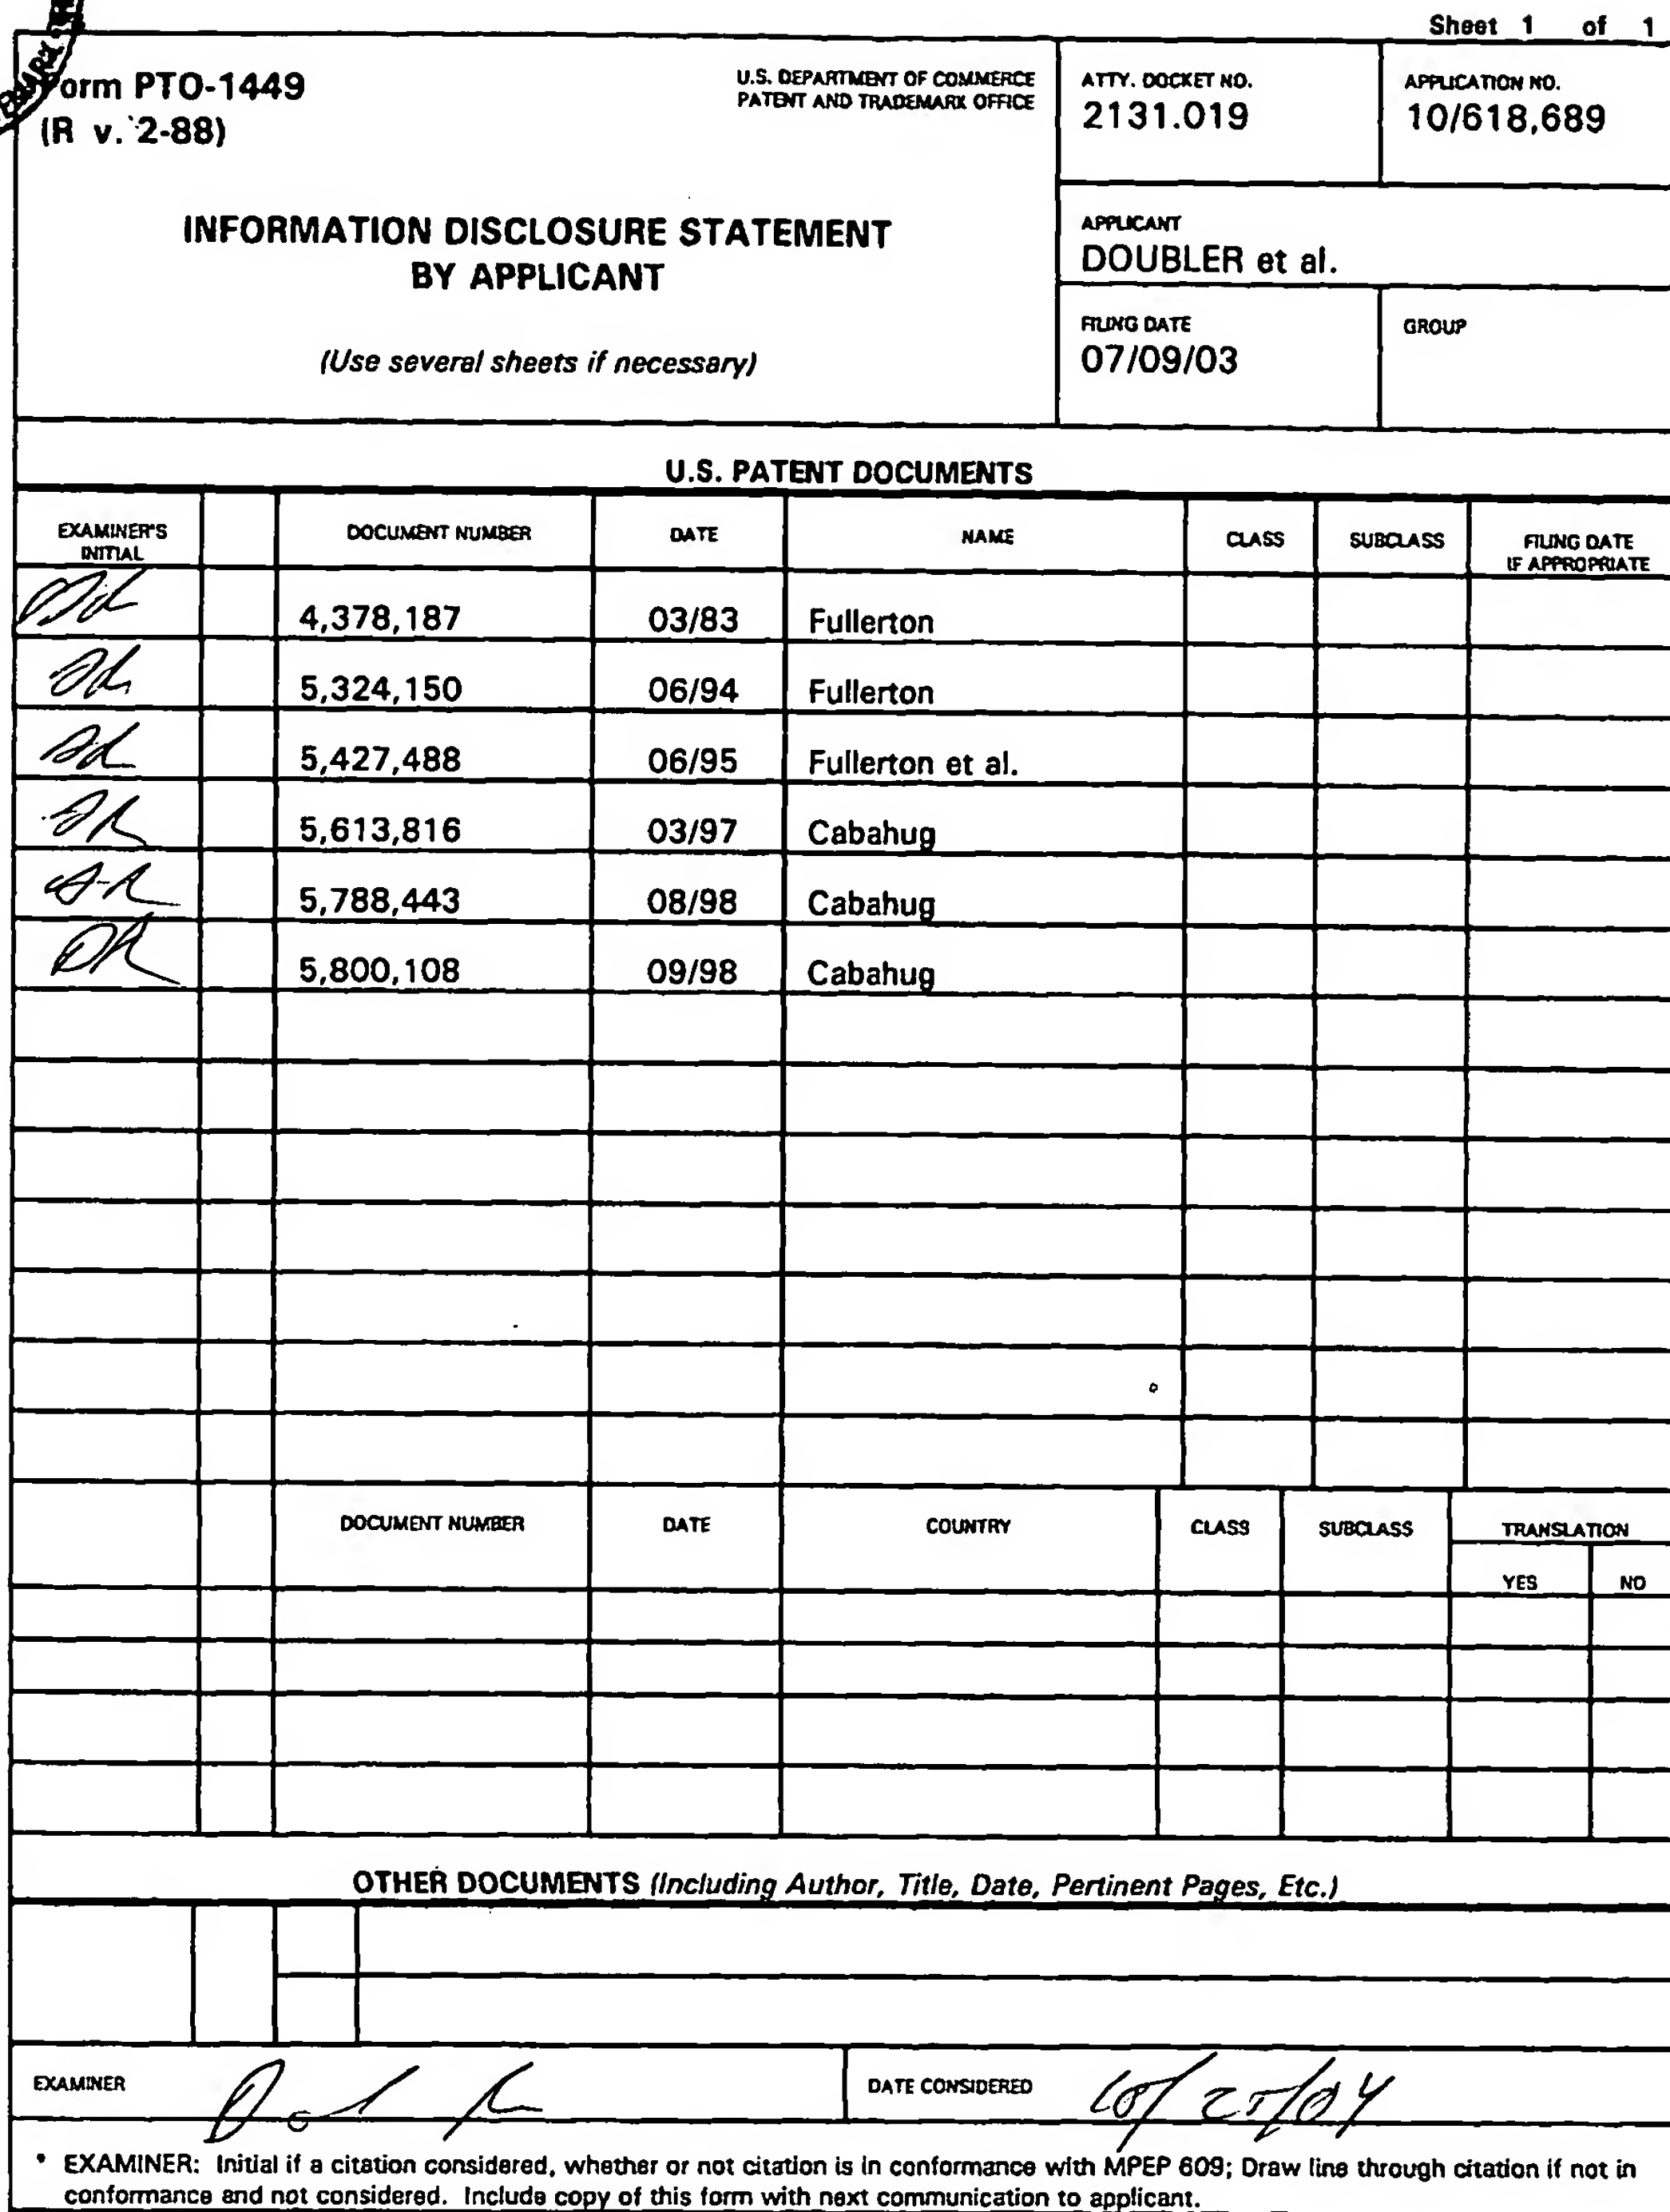 Sheet 1 of 1
orm PTO-1449
(R v. 2-88)
U.S. DEPARTMENT OF COMMERCE
PATENT AND TRADEMARK OFFICE
ATTY. DOCKET NO.
2131.019
APPLICATION NO.
10/618,689
INFORMATION DISCLOSURE STATEMENT
BY APPLICANT
(Use several sheets if necessary)
APPLICANT
DOUBLER et al.
FILING DATE
07/09/03
GROUP
U.S. PATENT DOCUMENTS
EXAMINER'S
INITIAL
DOCUMENT NUMBER
DATE
NAME
CLASS
SUBCLASS
FILING DATE
IF APPROPRIATE
4,378,187 03/83 Fullerton
5,324,150 06/94 Fullerton
5,427,488 06/95 Fullerton et al.
5,613,816 03/97 Cabahug
5,788,443 08/98 Cabahug
5,800,108 09/98 Cabahug
DOCUMENT NUMBER
DATE
COUNTRY
CLASS
SUBCLASS
TRANSLATION
YES
NO
OTHER DOCUMENTS (Including Author, Title, Date, Pertinent Pages, Etc.)
EXAMINER
DATE CONSIDERED
10/25/04
* EXAMINER: Initial if a citation considered, whether or not citation is in conformance with MPEP 609; Draw line through citation if not in
conformance and not considered. Include copy of this form with next communication to applicant.